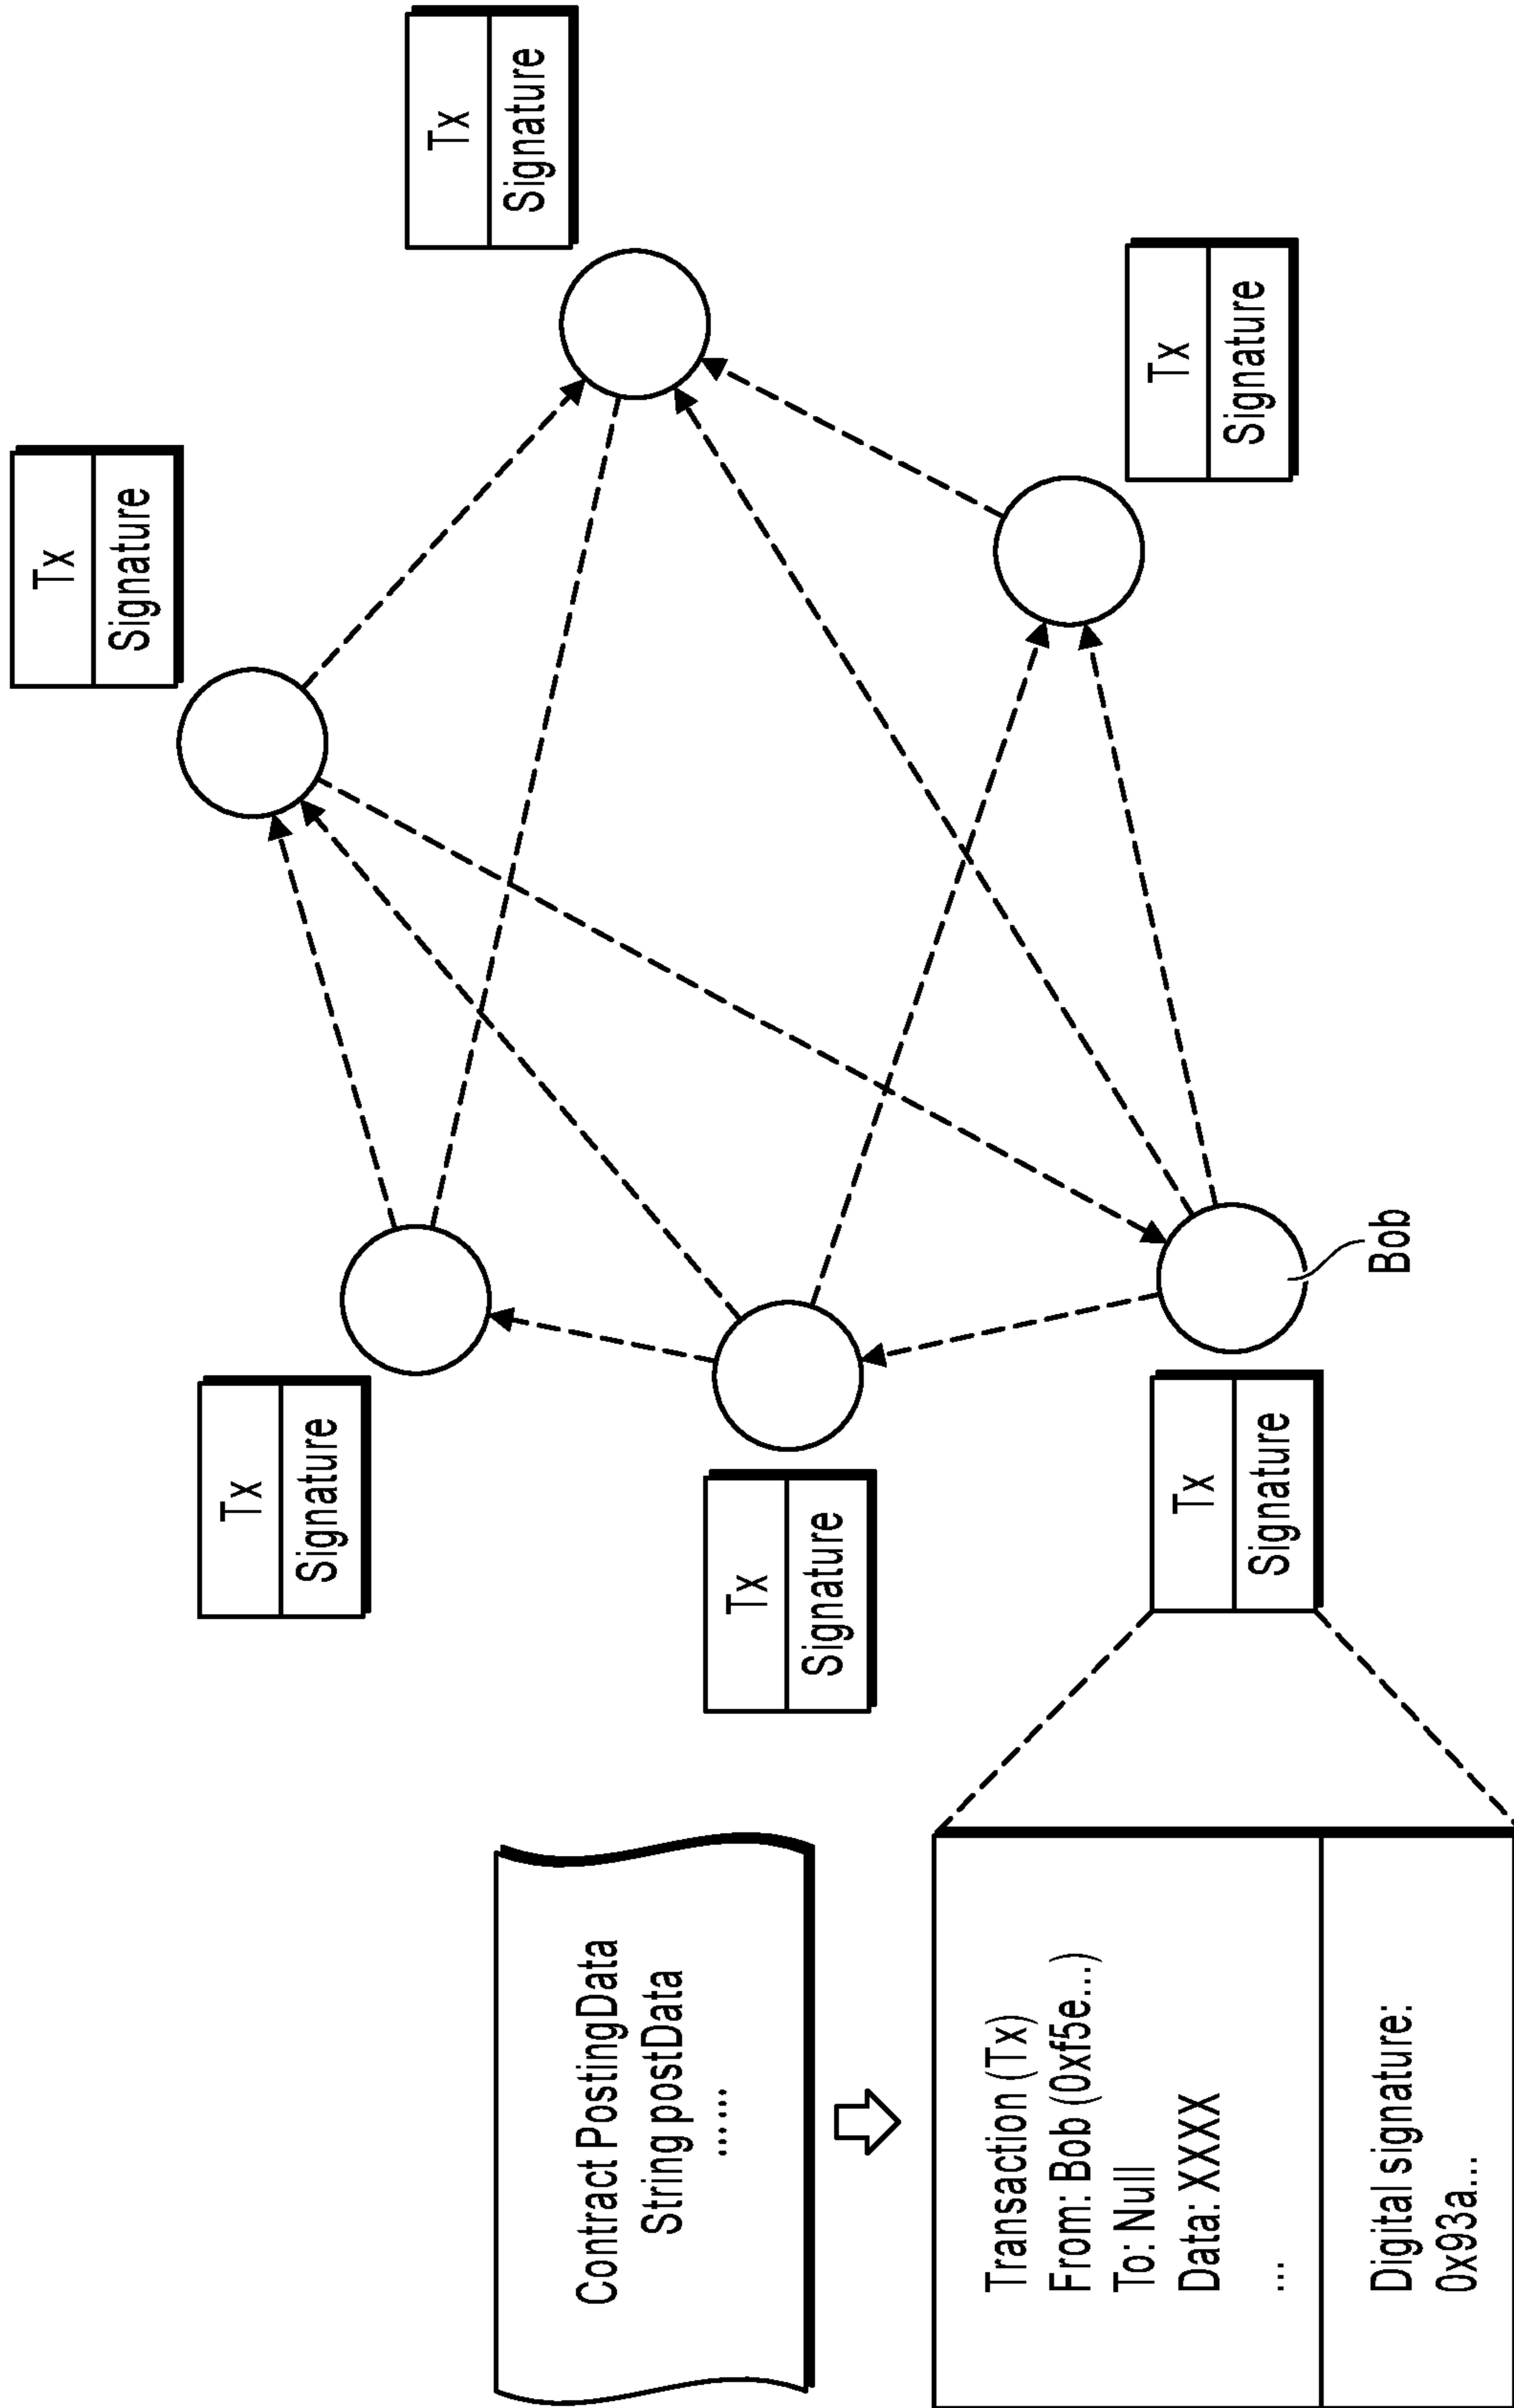 Contract PostingData
String postData
......
Transaction (Tx)
From: Bob (0xf5e...)
To: Null
Data: XXXX
...
Digital signature:
0x93a...
Tx
Signature
Tx
Signature
Tx
Signature
Bob
Tx
Signature
Tx
Signature
Tx
Signature